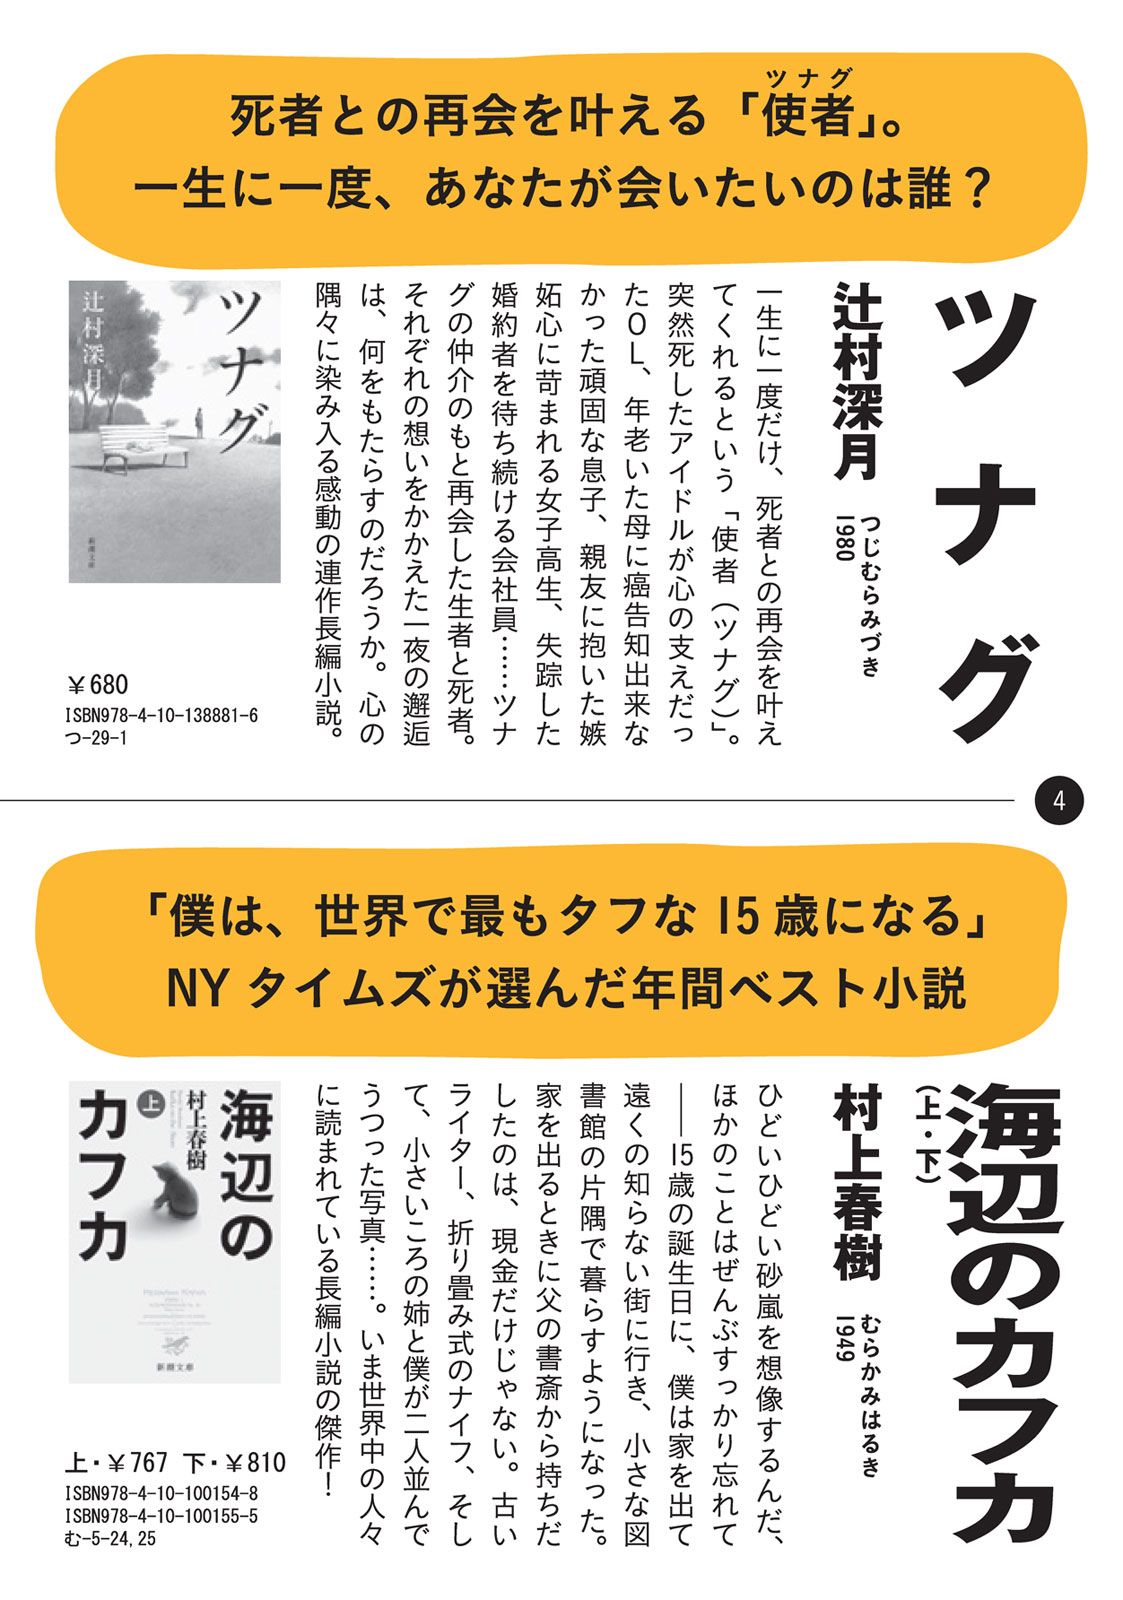 ツナグ
死者との再会を叶える「使者」。
一生に一度、あなたが会いたいのは誰？
ツナグ
辻村深月
つじむらみづき
1980
一生に一度だけ、死者との再会を叶え
てくれるという「使者（ツナグ）」。
突然死したアイドルが心の支えだっ
たＯＬ、年老いた母に癌告知出来な
かった頑固な息子、親友に抱いた嫉
妬心に苛まれる女子高生、失踪した
婚約者を待ち続ける会社員……ツナ
グの仲介のもと再会した生者と死者。
それぞれの想いをかかえた一夜の邂逅
は、何をもたらすのだろうか。心の
隅々に染み入る感動の連作長編小説。
ツナグ
辻村深月
新潮文庫
￥680
ISBN978-4-10-138881-6
つ-29-1
4
「僕は、世界で最もタフな15歳になる」
NYタイムズが選んだ年間ベスト小説
海辺のカフカ
（上・下）
村上春樹
むらかみはるき
1949
ひどいひどい砂嵐を想像するんだ、
ほかのことはぜんぶすっかり忘れて
――15歳の誕生日に、僕は家を出て
遠くの知らない街に行き、小さな図
書館の片隅で暮らすようになった。
家を出るときに父の書斎から持ちだ
したのは、現金だけじゃない。古い
ライター、折り畳み式のナイフ、そし
て、小さいころの姉と僕が二人並んで
うつった写真……。いま世界中の人々
に読まれている長編小説の傑作！
海辺の
カフカ
上
村上春樹
新潮文庫
上・￥767 下・￥810
ISBN978-4-10-100154-8
ISBN978-4-10-100155-5
む-5-24,25